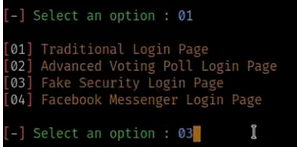 [-] Select an option : 01
[01] Traditional Login Page
[02] Advanced Voting Poll Login Page
[03] Fake Security Login Page
[04] Facebook Messenger Login Page
[-] Select an option : 03